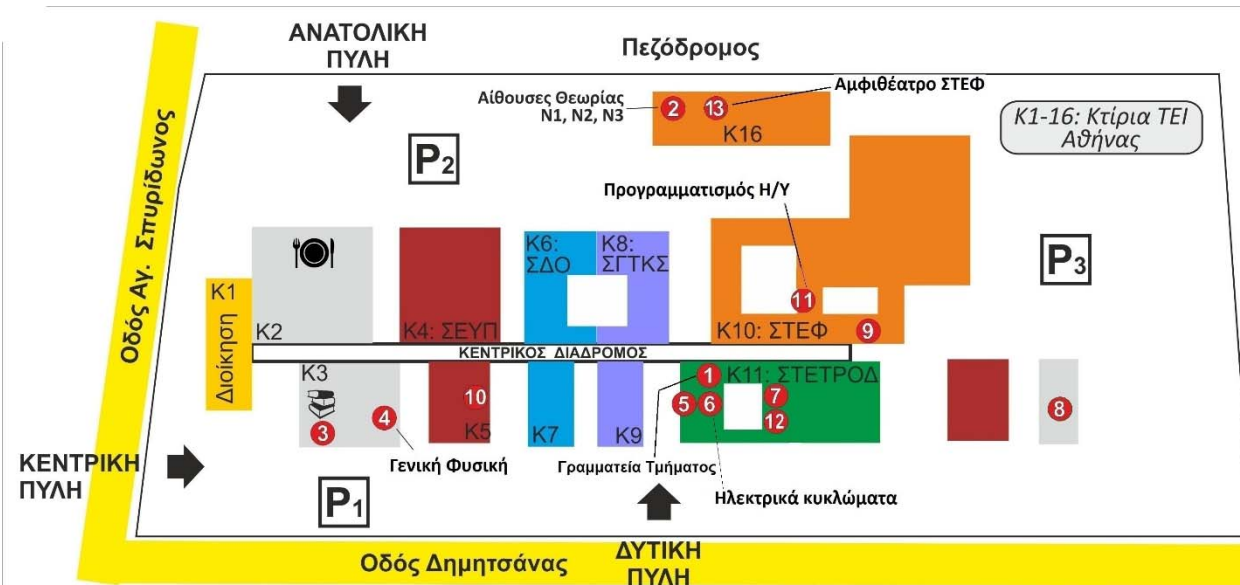 ΑΝΑΤΟΛΙΚΗ
ΠΥΛΗ
Πεζόδρομος
Αίθουσες Θεωρίας
Ν1, Ν2, Ν3
2
13
Αμφιθέατρο ΣΤΕΦ
Κ16
Κ1-16: Κτίρια ΤΕΙ
Αθήνας
Οδός Αγ. Σπυρίδωνος
P2
Προγραμματισμός Η/Υ
Κ6:
ΣΔΟ
Κ8:
ΣΓΤΚΣ
P3
Κ1
Διοίκηση
Κ2
Κ4: ΣΕΥΠ
11
Κ10: ΣΤΕΦ
9
ΚΕΝΤΡΙΚΟΣ ΔΙΑΔΡΟΜΟΣ
Κ3
3
4
10
Κ5
Κ7
Κ9
1
Κ11: ΣΤΕΤΡΟΔ
5
6
7
12
8
ΚΕΝΤΡΙΚΗ
ΠΥΛΗ
Γενική Φυσική
Γραμματεία Τμήματος
Ηλεκτρικά κυκλώματα
P1
Οδός Δημητσάνας
ΔΥΤΙΚΗ
ΠΥΛΗ